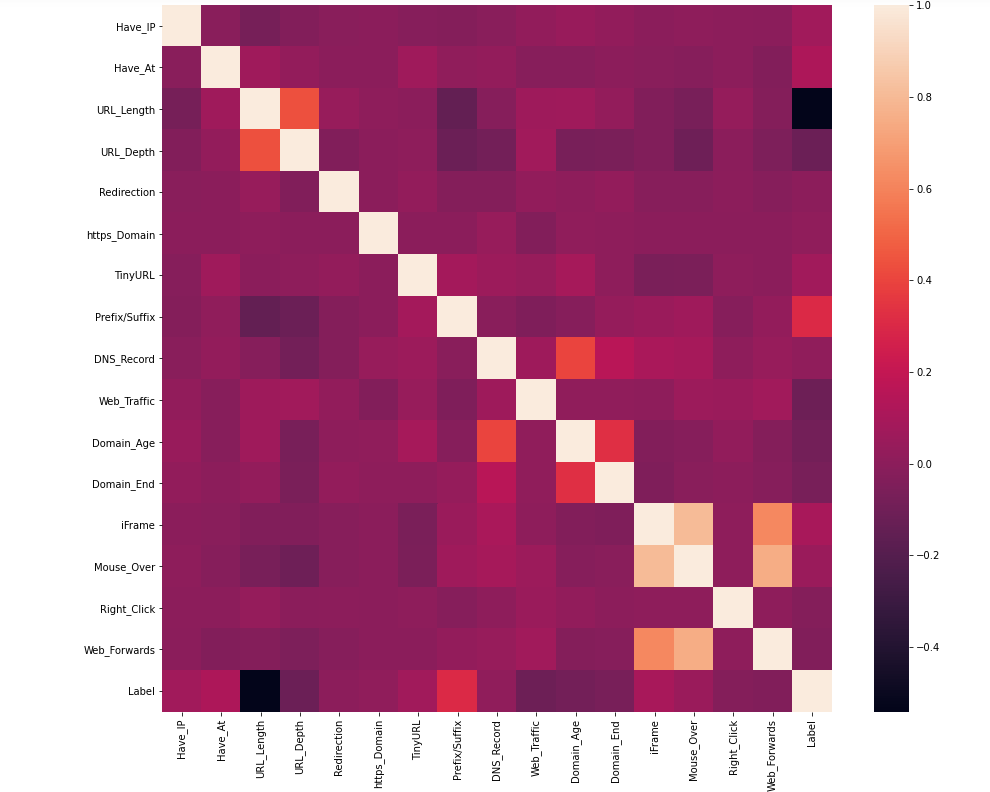 Have_IP
Have_At
URL_Length
URL_Depth
Redirection
https_Domain
TinyURL
Prefix/Suffix
DNS_Record
Web_Traffic
Domain_Age
Domain_End
iFrame
Mouse_Over
Right_Click
Web_Forwards
Label
Have_IP
Have_At
URL_Length
URL_Depth
Redirection
https_Domain
TinyURL
Prefix/Suffix
DNS_Record
Web_Traffic
Domain_Age
Domain_End
iFrame
Mouse_Over
Right_Click
Web_Forwards
Label
1.0
0.8
0.6
0.4
0.2
0.0
−0.2
−0.4